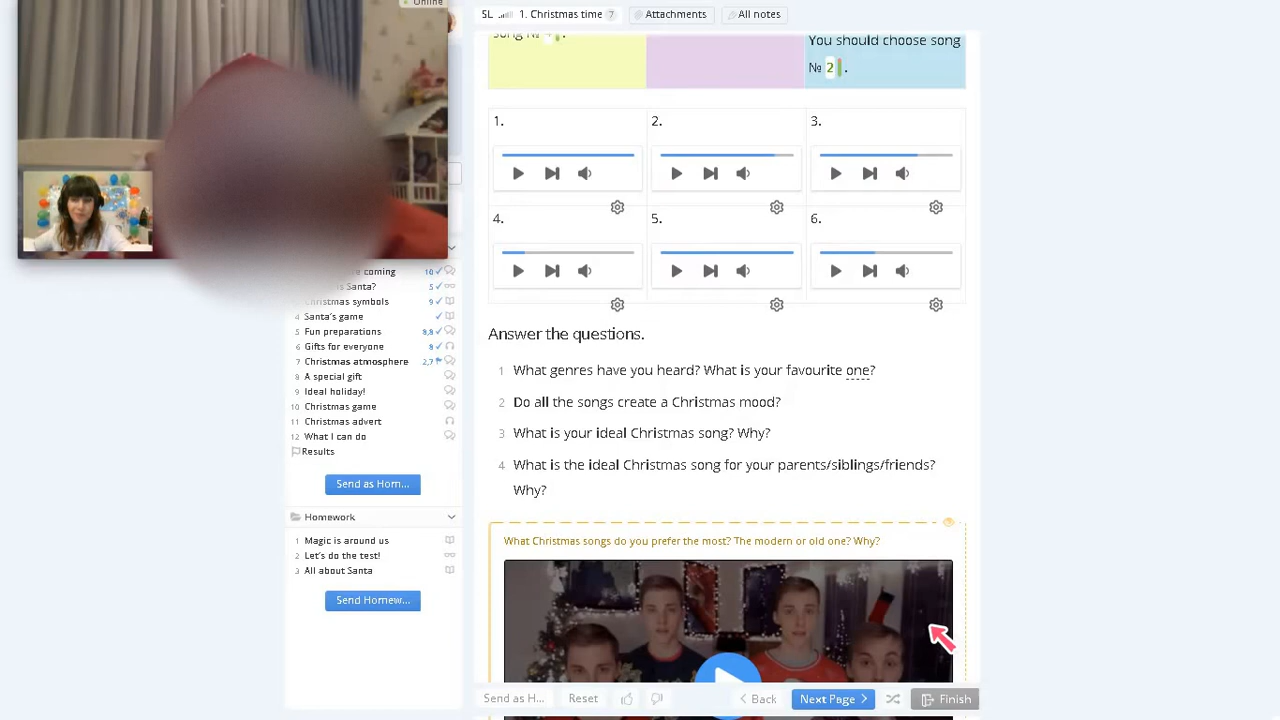 Online
SL 1. Christmas time 7
Attachments
All notes
song №
You should choose song
№ 2 .
1.
2.
3.
4.
5.
6.
coming 10
Santa? 5
Christmas symbols 9
4 Santa's game
5 Fun preparations 8,8
6 Gifts for everyone 8
7 Christmas atmosphere 2,7
8 A special gift
9 Ideal holiday!
10 Christmas game
11 Christmas advert
12 What I can do
Results
Send as Hom...
Homework
1 Magic is around us
2 Let's do the test!
3 All about Santa
Send Homew...
Answer the questions.
1 What genres have you heard? What is your favourite one?
2 Do all the songs create a Christmas mood?
3 What is your ideal Christmas song? Why?
4 What is the ideal Christmas song for your parents/siblings/friends?
Why?
What Christmas songs do you prefer the most? The modern or old one? Why?
Send as H...
Reset
Back
Next Page
Finish